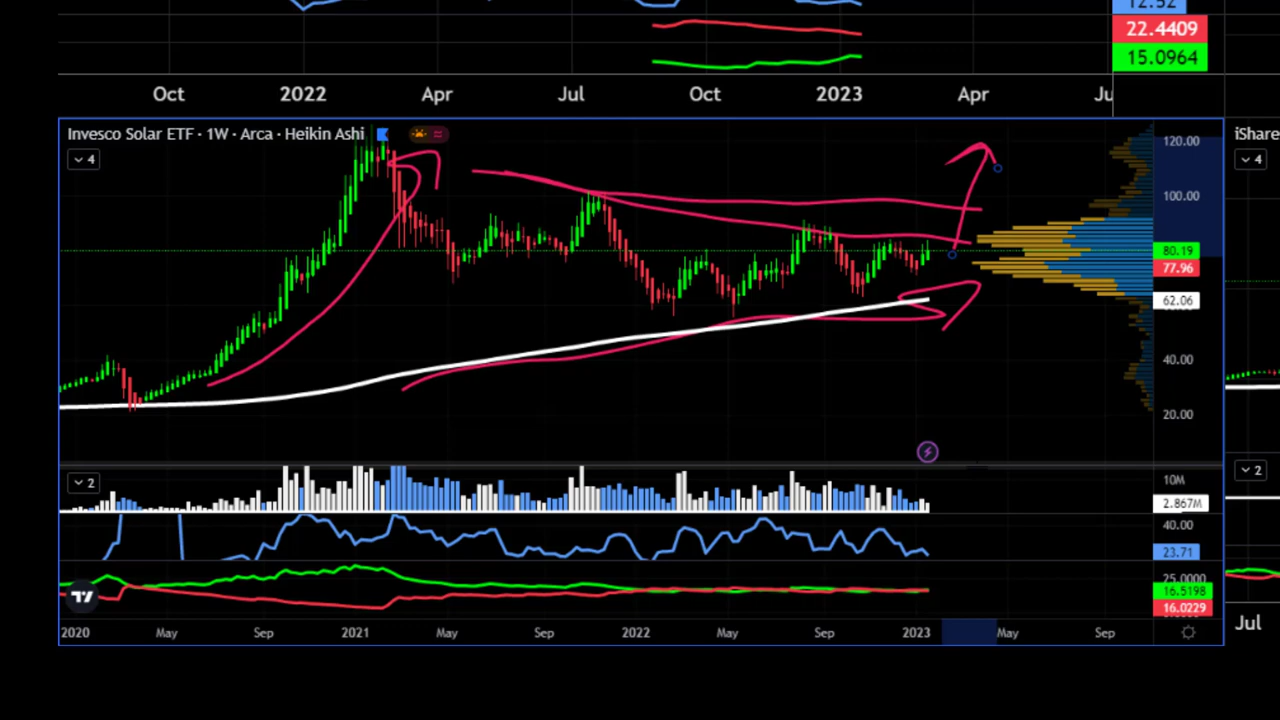 12.52
22.4409
15.0964
Oct 2022 Apr Jul Oct 2023 Apr
Invesco Solar ETF · 1W · Arca · Heikin Ashi
4
120.00
100.00
80.19
77.96
62.06
40.00
20.00
2
10M
2.867M
40.00
23.71
25.0000
16.5198
16.0229
2020 May Sep 2021 May Sep 2022 May Sep 2023 May Sep
iShare
4
2
Jul